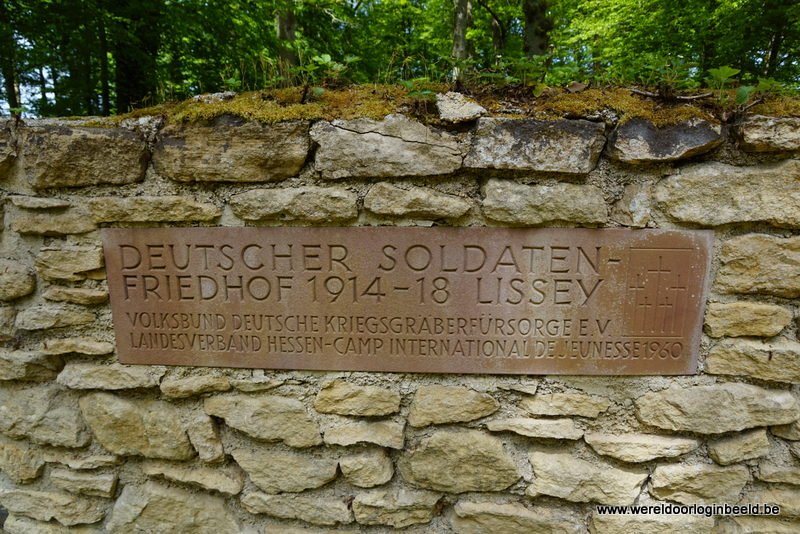 DEUTSCHER SOLDATEN-
FRIEDHOF 1914-18 LISSEY
VOLKSBUND DEUTSCHE KRIEGSGRÄBERFÜRSORGE E.V
LANDESVERBAND HESSEN-CAMP INTERNATIONAL DE JEUNESSE 1960
www.wereldoorloginbeeld.be